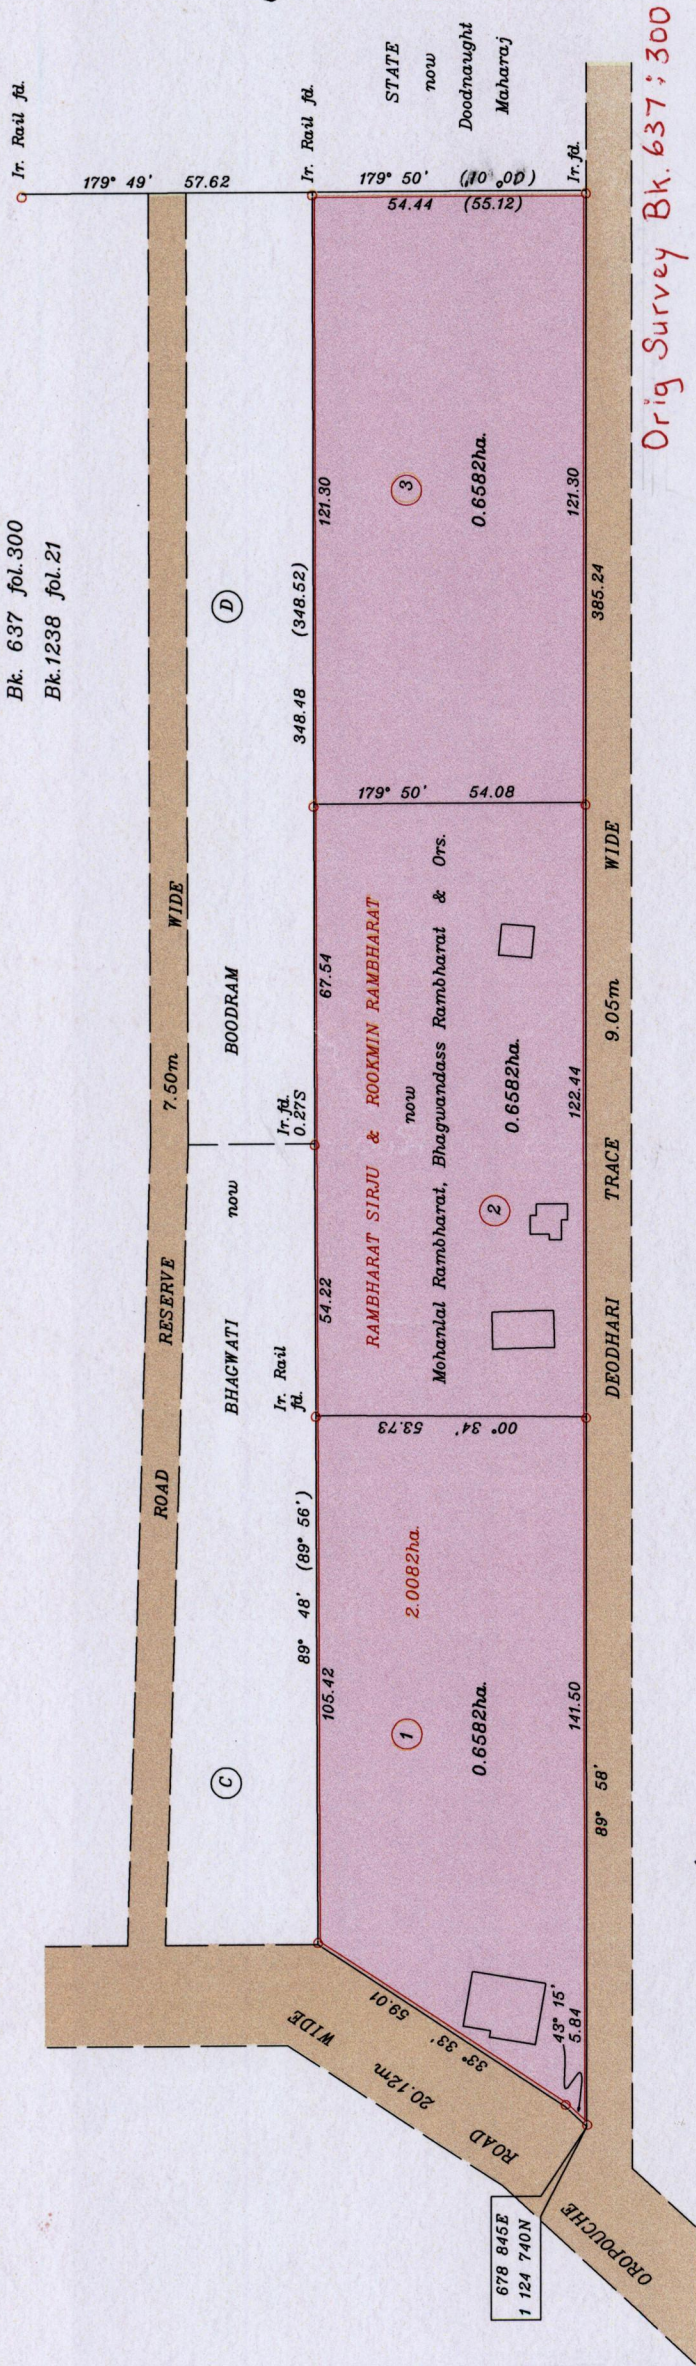 Orig Survey Bk. 637 ; 300
Bk. 637 fol.300
Bk.1238 fol.21
Ir. Rail fd.
179° 49' 57.62
Ir. Rail fd.
179° 50'
54.44 (55.12)
Ir.fd.
STATE
now
Doodnaught
Maharaj
ROAD RESERVE 7.50m WIDE
C
BHAGWATI now BOODRAM
D
Ir. Rail
fd.
Ir.fd.
0.27S
89° 48' (89° 56') 348.48 (348.52)
105.42
54.22
67.54
121.30
RAMBHARAT SIRJU & ROOKMIN RAMBHARAT
now
Mohanlal Rambharat, Bhagwandass Rambharat & Ors.
1
2.0082ha.
0.6582ha.
00° 34' 53.73
2
0.6582ha.
179° 50' 54.08
3
0.6582ha.
33° 33' 59.01
43° 15'
5.84
141.50
122.44
121.30
89° 58' 385.24
DEODHARI TRACE 9.05m WIDE
OROPOUCHE ROAD 20.12m WIDE
678 845E
1 124 740N